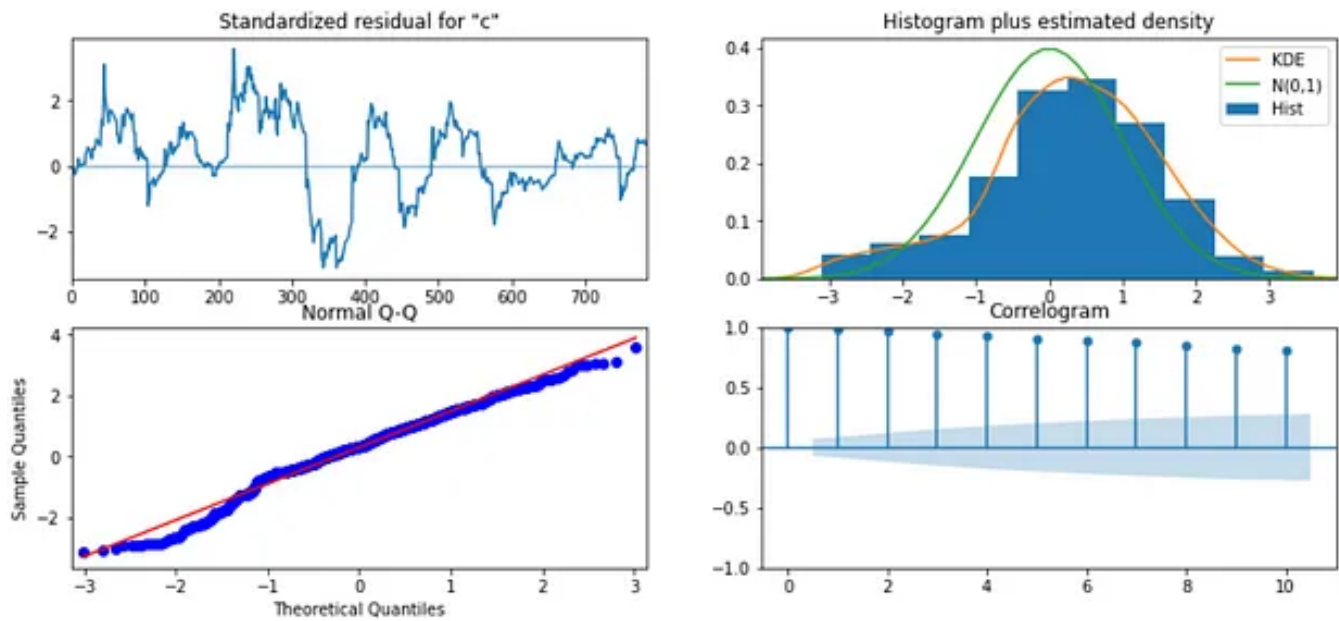 Standardized residual for "c"
2
0
−2
0 100 200 300 400 500 600 700
Histogram plus estimated density
0.4
0.3
0.2
0.1
0.0
−3 −2 −1 0 1 2 3
KDE
N(0,1)
Hist
Normal Q-Q
Sample Quantiles
4
2
0
−2
−3 −2 −1 0 1 2 3
Theoretical Quantiles
Correlogram
1.0
0.5
0.0
−0.5
−1.0
0 2 4 6 8 10